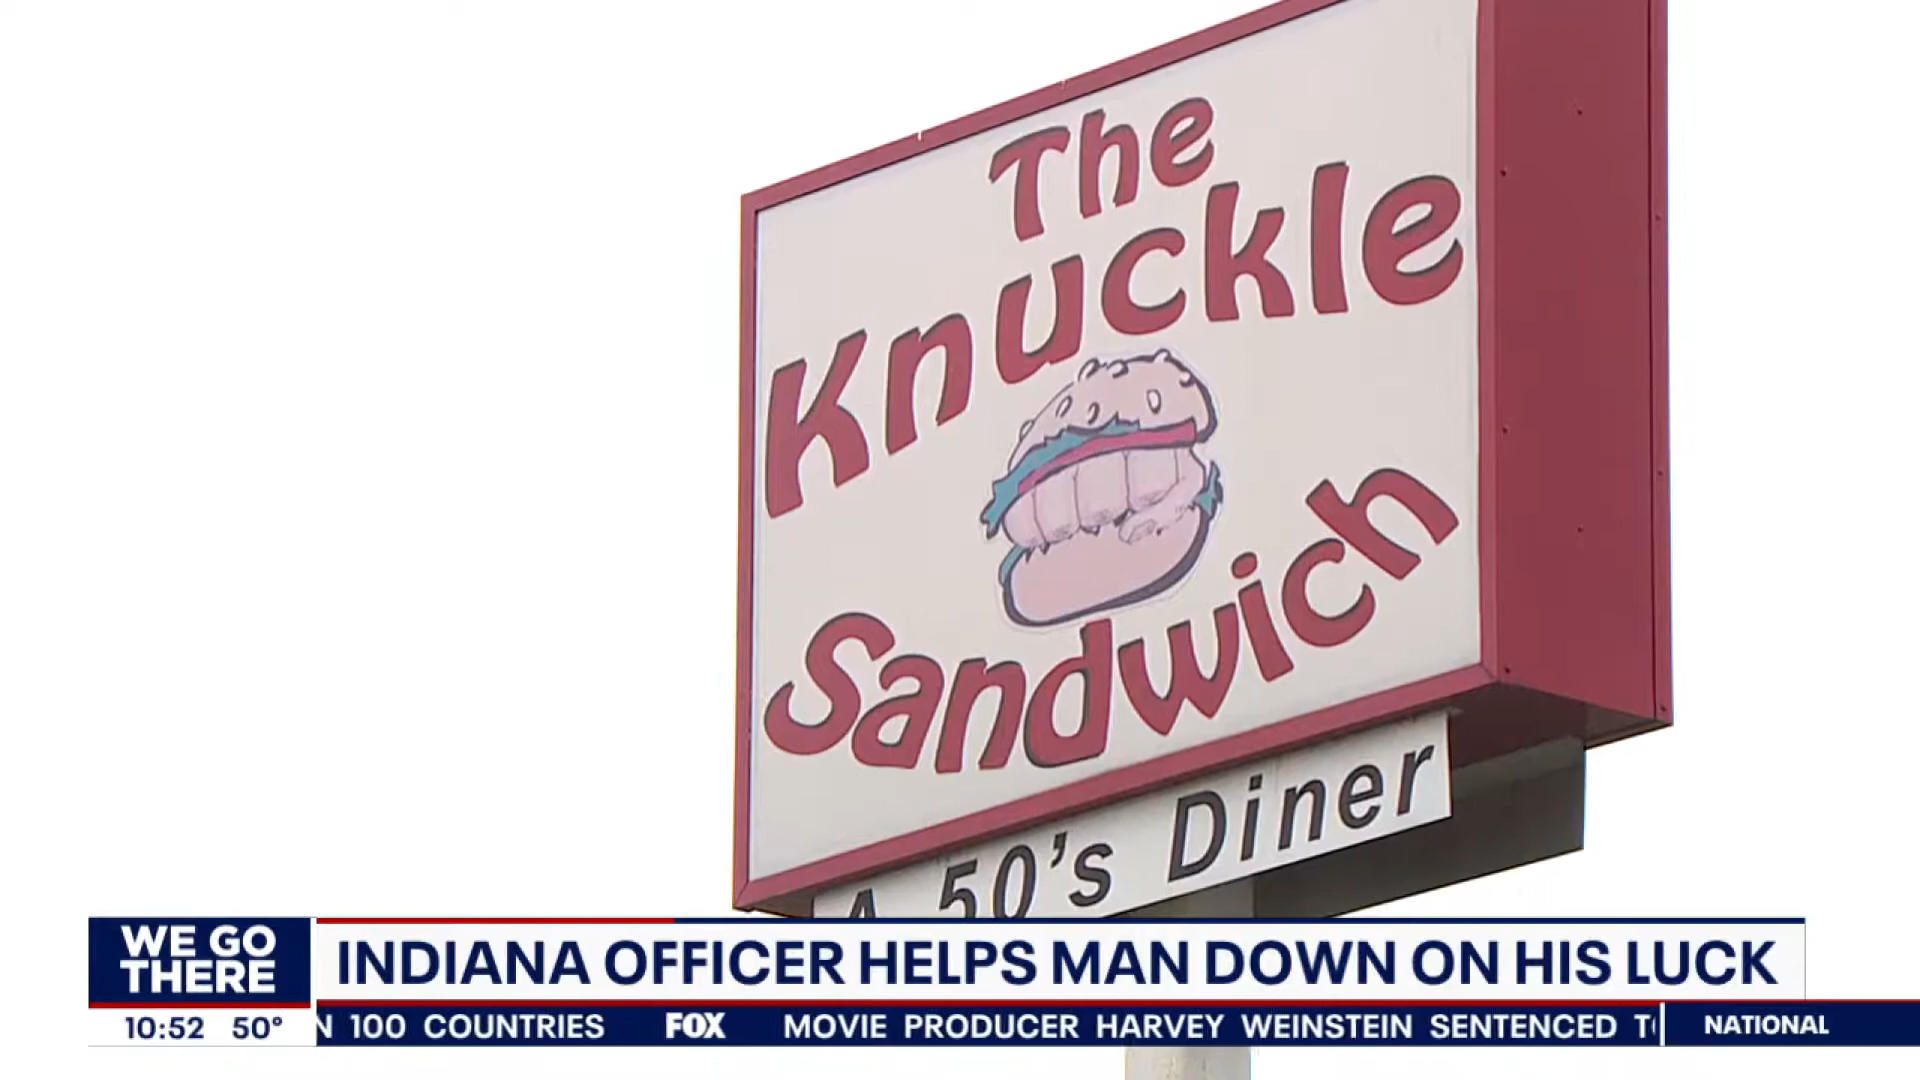 The
Knuckle
Sandwich
A 50's Diner
WE GO
THERE
INDIANA OFFICER HELPS MAN DOWN ON HIS LUCK
10:52 50° N 100 COUNTRIES FOX MOVIE PRODUCER HARVEY WEINSTEIN SENTENCED NATIONAL